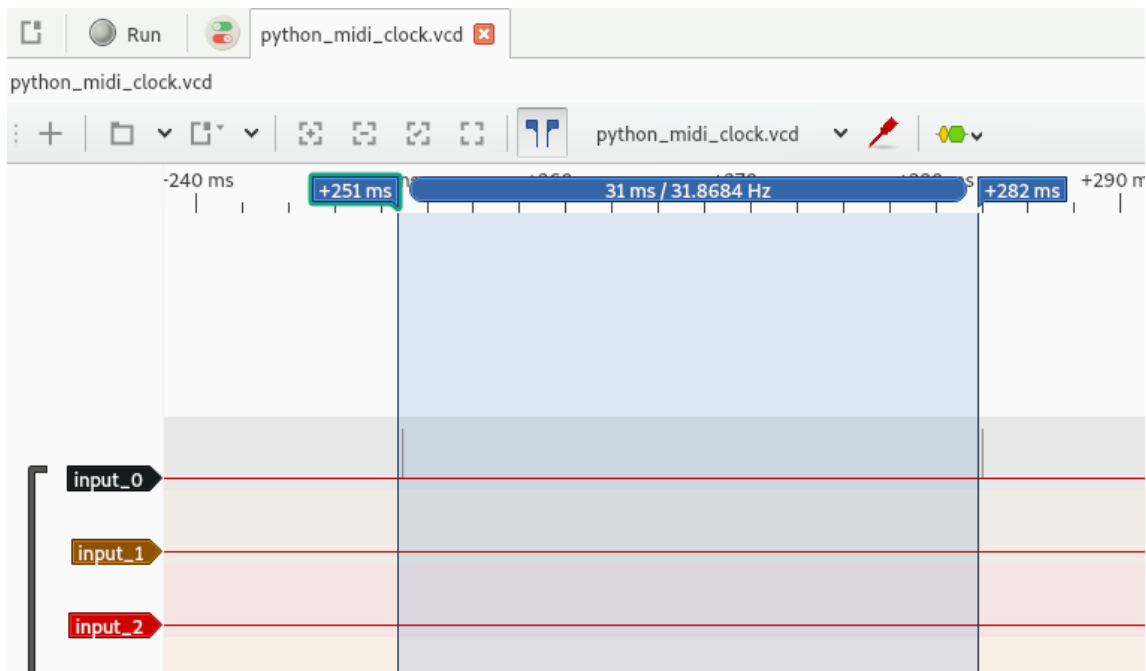 Run python_midi_clock.vcd
python_midi_clock.vcd
python_midi_clock.vcd
-240 ms +290 m
+251 ms 31 ms / 31.8684 Hz +282 ms
input_0
input_1
input_2